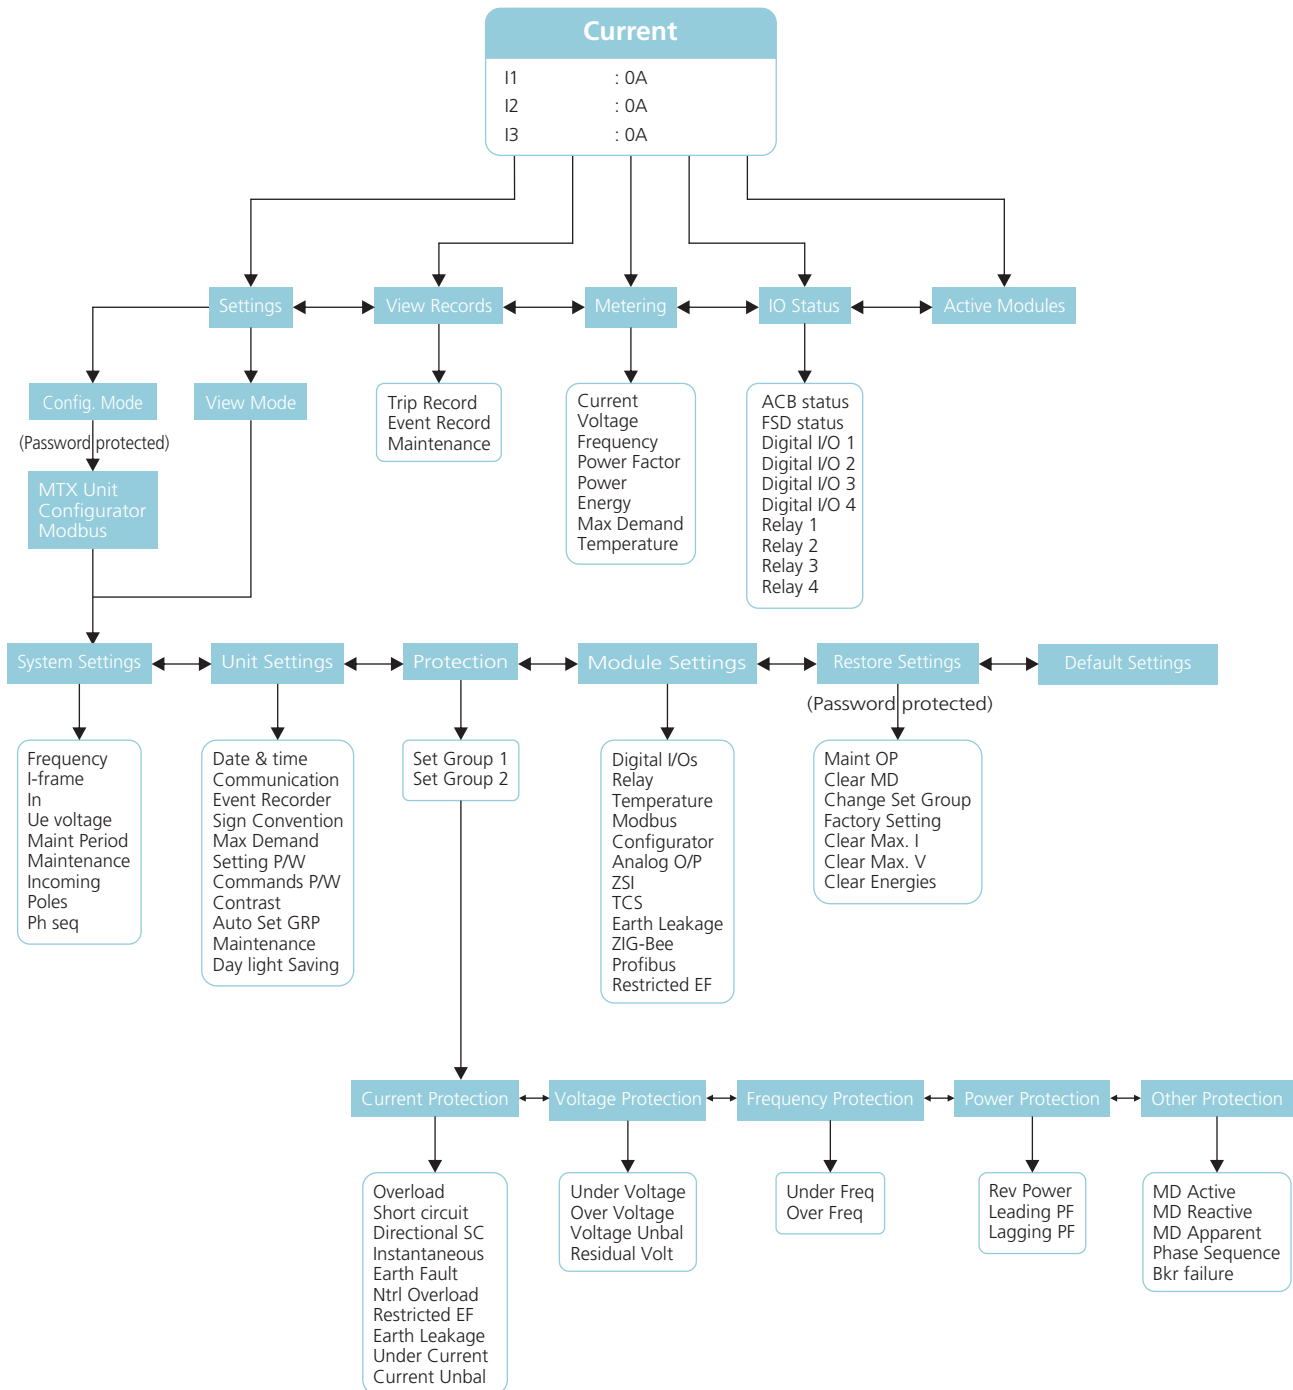 Current
I1 : 0A
I2 : 0A
I3 : 0A
Settings
View Records
Metering
IO Status
Active Modules
Config. Mode
View Mode
(Password protected)
MTX Unit
Configurator
Modbus
Trip Record
Event Record
Maintenance
Current
Voltage
Frequency
Power Factor
Power
Energy
Max Demand
Temperature
ACB status
FSD status
Digital I/O 1
Digital I/O 2
Digital I/O 3
Digital I/O 4
Relay 1
Relay 2
Relay 3
Relay 4
System Settings
Unit Settings
Protection
Module Settings
Restore Settings
Default Settings
(Password protected)
Frequency
I-frame
In
Ue voltage
Maint Period
Maintenance
Incoming
Poles
Ph seq
Date & time
Communication
Event Recorder
Sign Convention
Max Demand
Setting P/W
Commands P/W
Contrast
Auto Set GRP
Maintenance
Day light Saving
Set Group 1
Set Group 2
Digital I/Os
Relay
Temperature
Modbus
Configurator
Analog O/P
ZSI
TCS
Earth Leakage
ZIG-Bee
Profibus
Restricted EF
Maint OP
Clear MD
Change Set Group
Factory Setting
Clear Max. I
Clear Max. V
Clear Energies
Current Protection
Voltage Protection
Frequency Protection
Power Protection
Other Protection
Overload
Short circuit
Directional SC
Instantaneous
Earth Fault
Ntrl Overload
Restricted EF
Earth Leakage
Under Current
Current Unbal
Under Voltage
Over Voltage
Voltage Unbal
Residual Volt
Under Freq
Over Freq
Rev Power
Leading PF
Lagging PF
MD Active
MD Reactive
MD Apparent
Phase Sequence
Bkr failure